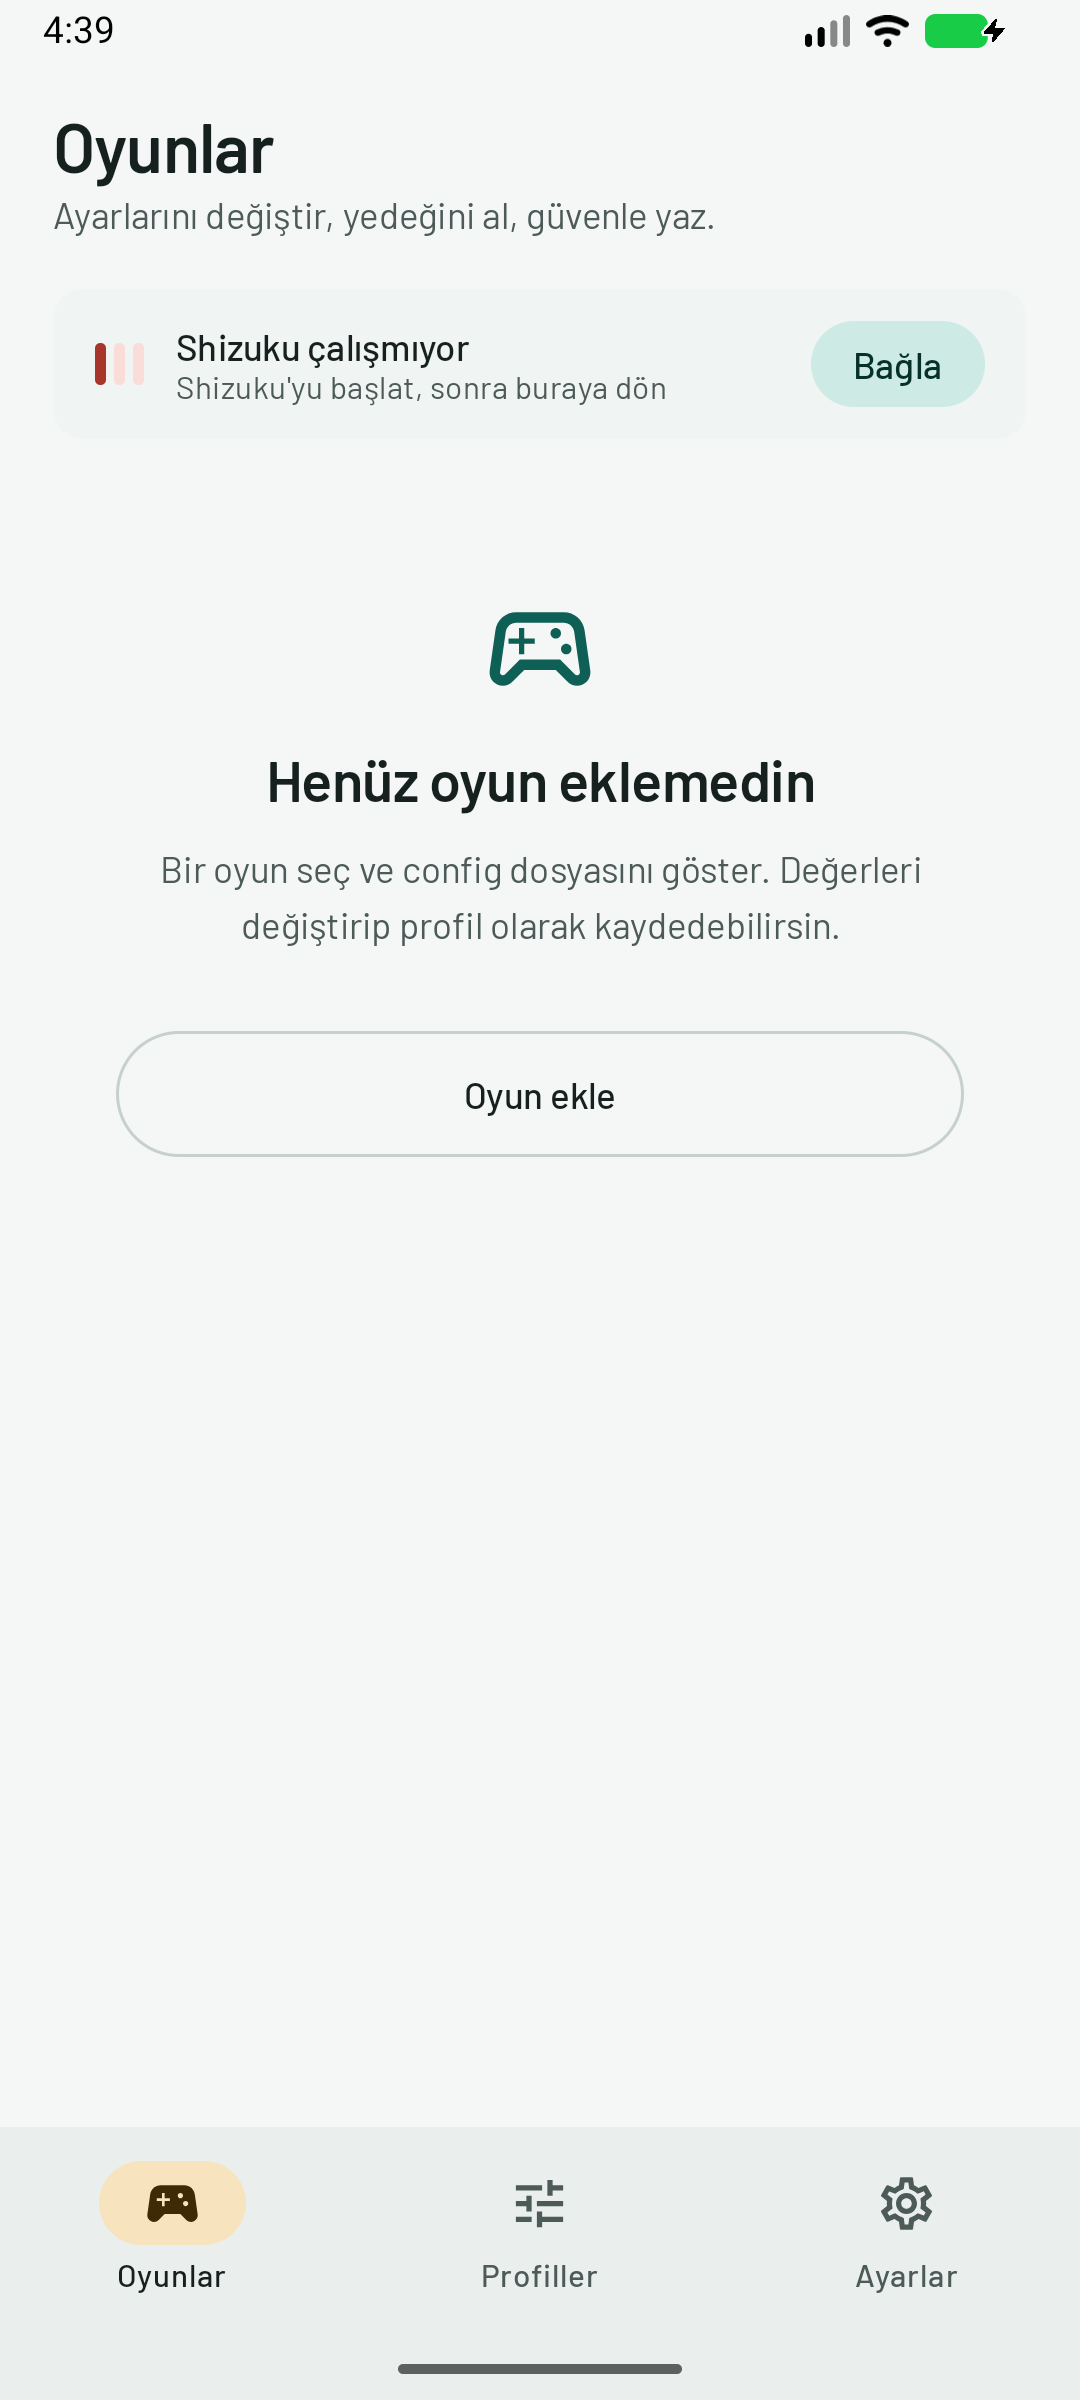 4:39
Oyunlar
Ayarlarını değiştir, yedeğini al, güvenle yaz.
Shizuku çalışmıyor
Shizuku'yu başlat, sonra buraya dön
Bağla
Henüz oyun eklemedin
Bir oyun seç ve config dosyasını göster. Değerleri
değiştirip profil olarak kaydedebilirsin.
Oyun ekle
Oyunlar
Profiller
Ayarlar